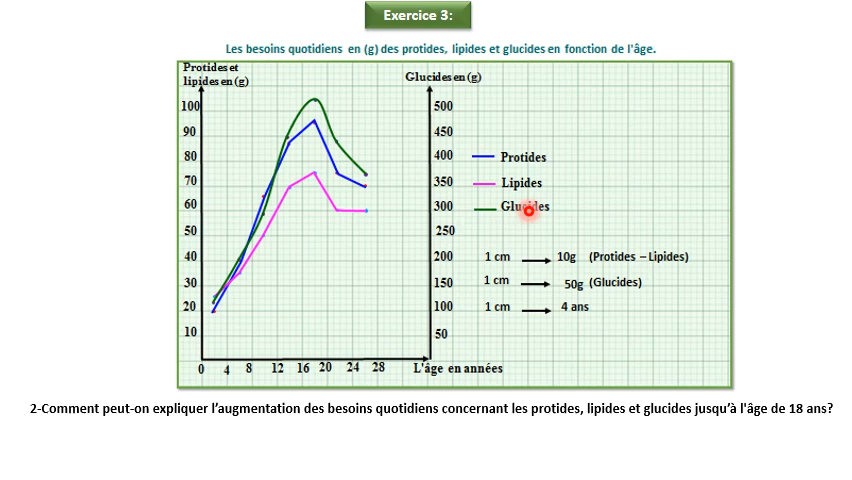 Exercice 3:
Les besoins quotidiens en (g) des protides, lipides et glucides en fonction de l'âge.
Protides et
lipides en (g)
Glucides en (g)
100
90
80
70
60
50
40
30
20
10
500
450
400
350
300
250
200
150
100
50
Protides
Lipides
Glucides
1 cm 10g (Protides – Lipides)
1 cm 50g (Glucides)
1 cm 4 ans
0 4 8 12 16 20 24 28 L'âge en années
2-Comment peut-on expliquer l’augmentation des besoins quotidiens concernant les protides, lipides et glucides jusqu’à l'âge de 18 ans?